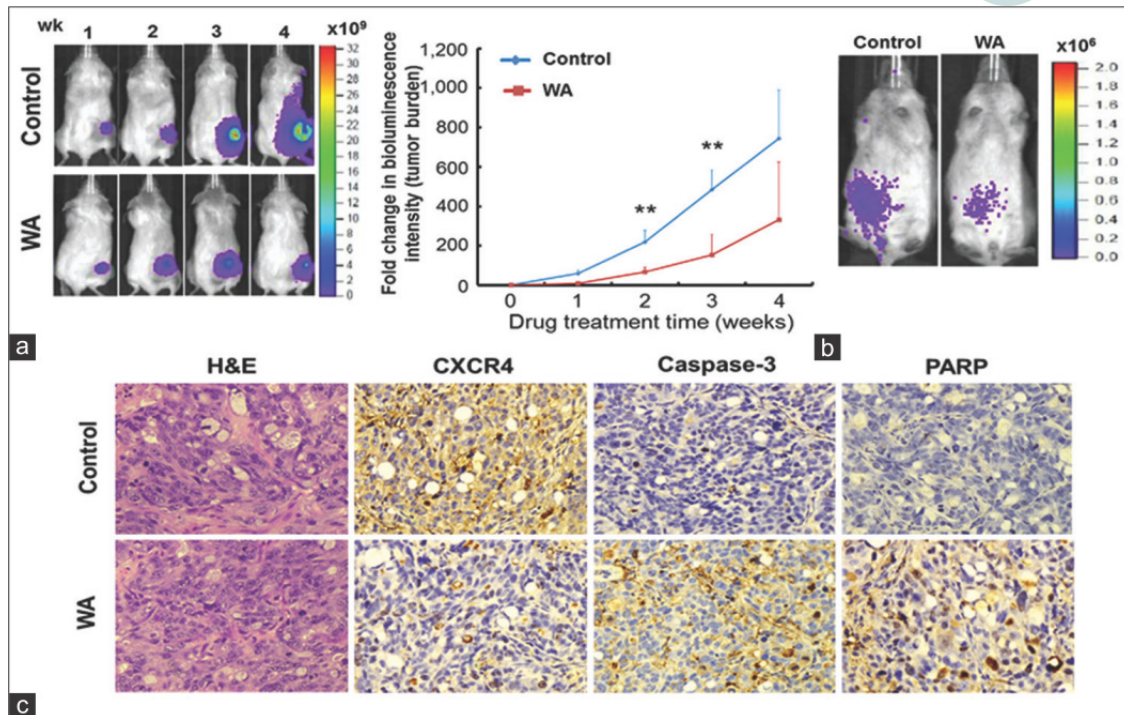 wk 1 2 3 4 x10⁹
Control
WA
32
30
28
26
24
22
20
18
16
14
12
10
8
6
4
2
0
Fold change in bioluminescence
intensity (tumor burden)
1,200
1,000
800
600
400
200
0
Control
WA
**
**
0 1 2 3 4
Drug treatment time (weeks)
a
Control WA x10⁶
2.0
1.8
1.6
1.4
1.2
1.0
0.8
0.6
0.4
0.2
0.0
b
H&E CXCR4 Caspase-3 PARP
Control
WA
c